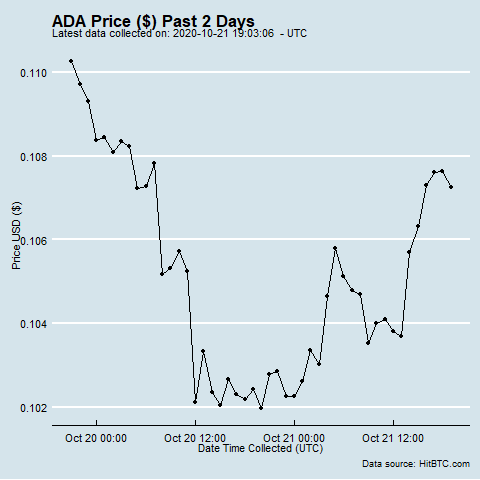 ADA Price ($) Past 2 Days
Latest data collected on: 2020-10-21 19:03:06  - UTC
0.110
0.108
0.106
0.104
0.102
Price USD ($)
Oct 20 00:00
Oct 20 12:00
Oct 21 00:00
Oct 21 12:00
Date Time Collected (UTC)
Data source: HitBTC.com